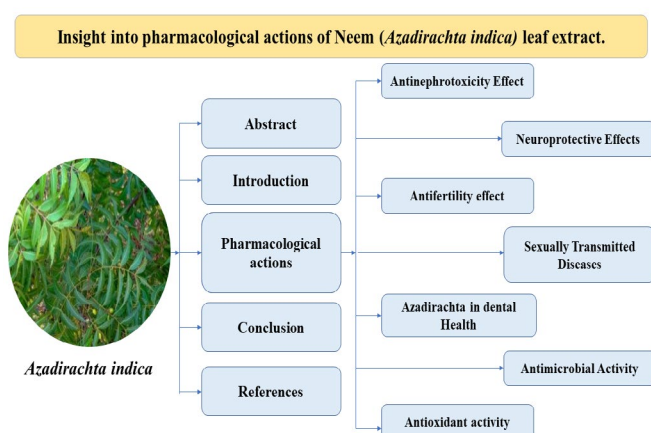 Insight into pharmacological actions of Neem (Azadirachta indica) leaf extract.
Abstract
Introduction
Pharmacological
actions
Conclusion
References
Azadirachta indica
Antinephrotoxicity Effect
Neuroprotective Effects
Antifertility effect
Sexually Transmitted
Diseases
Azadirachta in dental
Health
Antimicrobial Activity
Antioxidant activity